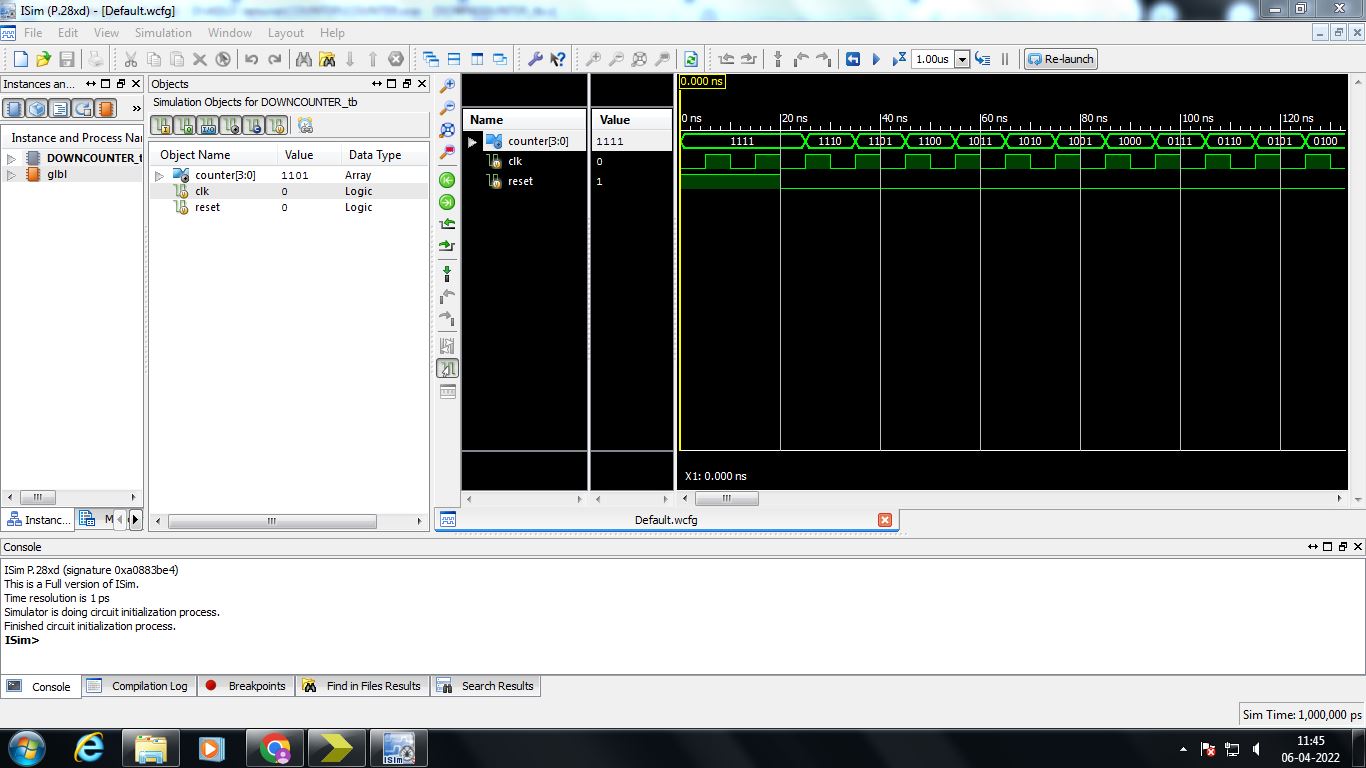 ISim (P.28xd) - [Default.wcfg]
File Edit View Simulation Window Layout Help
1.00us Re-launch
Instances an...
Objects
Simulation Objects for DOWNCOUNTER_tb
Instance and Process Nar
DOWNCOUNTER_t
glbl
Object Name Value Data Type
counter[3:0] 1101 Array
clk 0 Logic
reset 0 Logic
Instanc...
0.000 ns
0 ns 20 ns 40 ns 60 ns 80 ns 100 ns 120 ns
Name Value
counter[3:0] 1111 1111 1110 1101 1100 1011 1010 1001 1000 0111 0110 0101 0100
clk 0
reset 1
X1: 0.000 ns
Default.wcfg
Console
ISim P.28xd (signature 0xa0883be4)
This is a Full version of ISim.
Time resolution is 1 ps
Simulator is doing circuit initialization process.
Finished circuit initialization process.
ISim>
Console Compilation Log Breakpoints Find in Files Results Search Results
Sim Time: 1,000,000 ps
ISim
11:45
06-04-2022